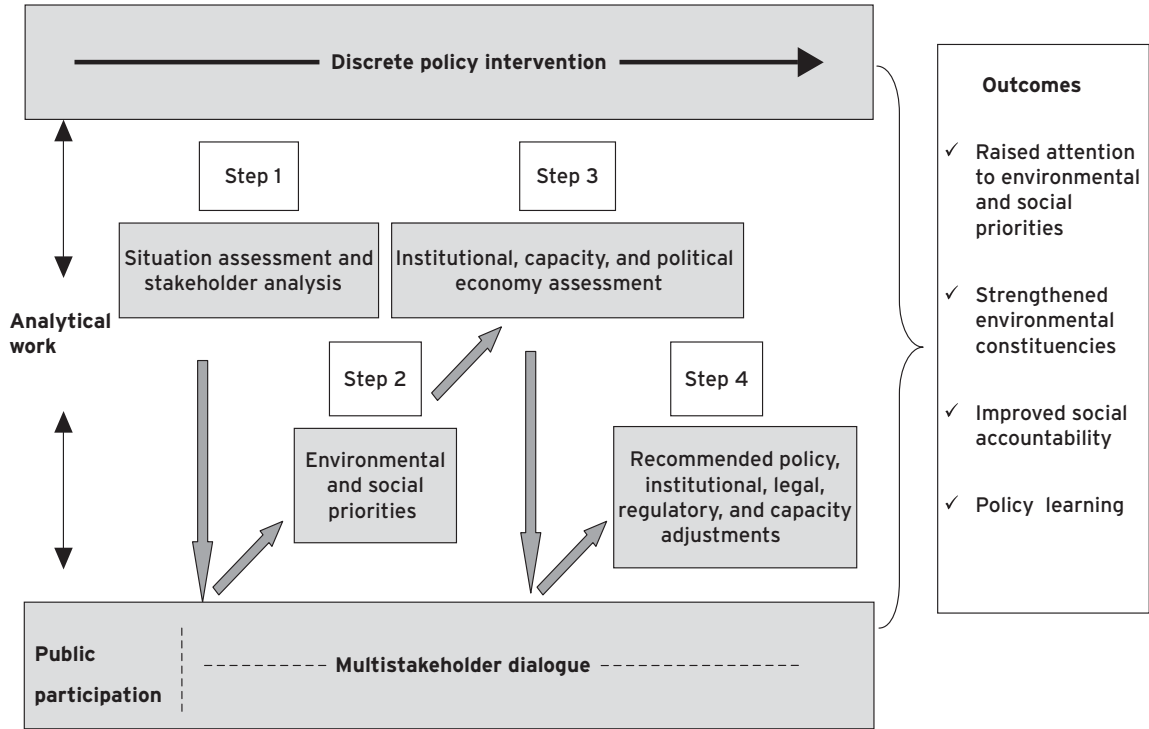 Discrete policy intervention
Outcomes
✓ Raised attention
to environmental
and social
priorities
✓ Strengthened
environmental
constituencies
✓ Improved social
accountability
✓ Policy learning
Analytical
work
Step 1
Situation assessment and
stakeholder analysis
Step 2
Environmental
and social
priorities
Step 3
Institutional, capacity, and political
economy assessment
Step 4
Recommended policy,
institutional, legal,
regulatory, and capacity
adjustments
Public
participation
Multistakeholder dialogue